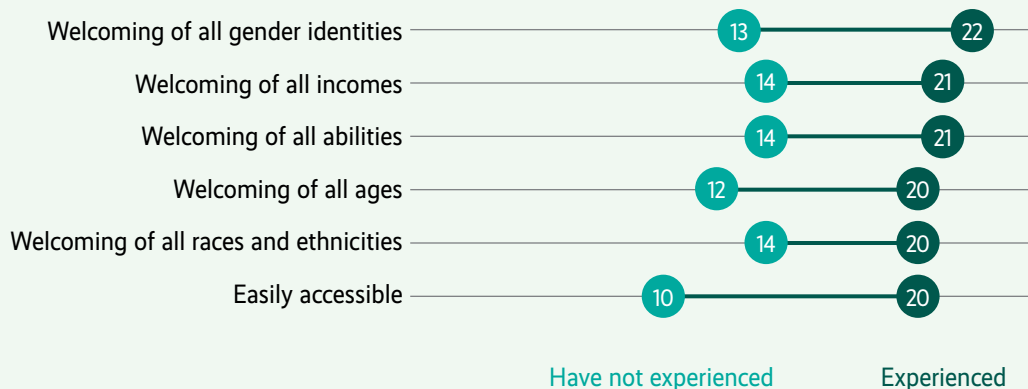 Welcoming of all gender identities 13 22
Welcoming of all incomes 14 21
Welcoming of all abilities 14 21
Welcoming of all ages 12 20
Welcoming of all races and ethnicities 14 20
Easily accessible 10 20
Have not experienced Experienced